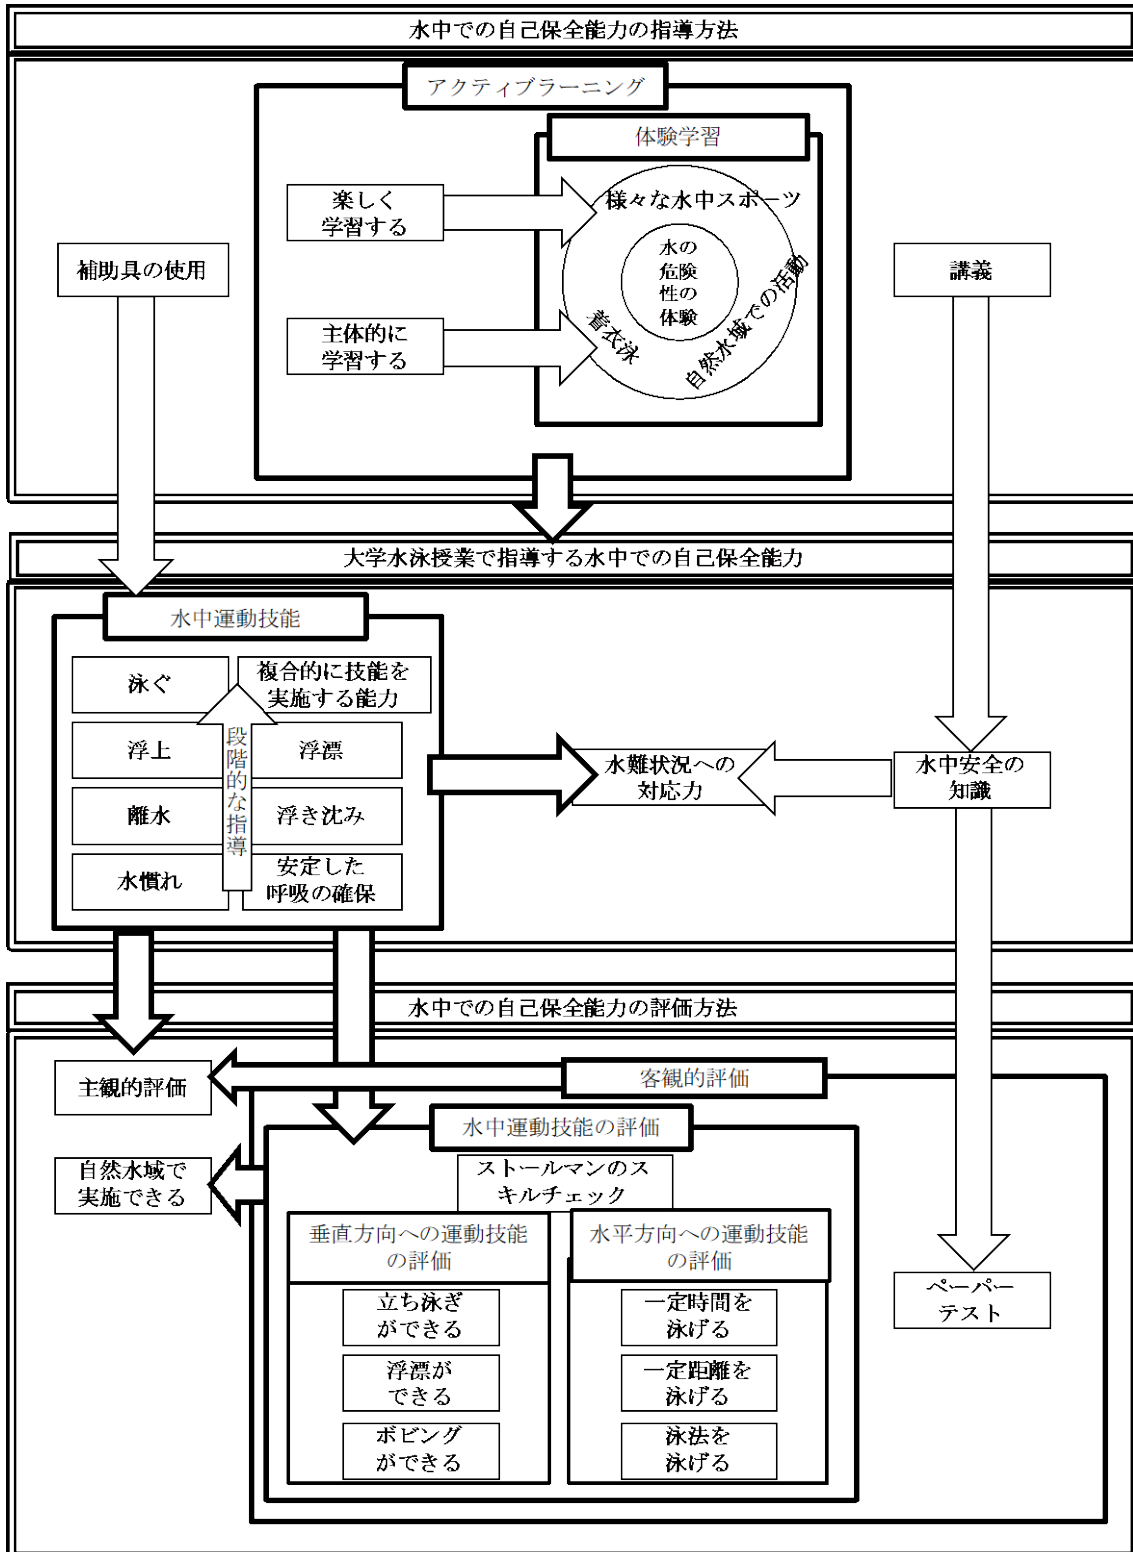 水中での自己保全能力の指導方法
アクティブラーニング
体験学習
楽しく
学習する
様々な水中スポーツ
水の
危険
性の
体験
自然水域での活動
着衣泳
主体的に
学習する
補助具の使用
講義
大学水泳授業で指導する水中での自己保全能力
水中運動技能
泳ぐ
複合的に技能を
実施する能力
浮上
浮漂
離水
浮き沈み
水慣れ
安定した
呼吸の確保
段階的な指導
水難状況への
対応力
水中安全の
知識
水中での自己保全能力の評価方法
主観的評価
客観的評価
水中運動技能の評価
自然水域で
実施できる
ストールマンのス
キルチェック
垂直方向への運動技能
の評価
水平方向への運動技能
の評価
立ち泳ぎ
ができる
一定時間を
泳げる
浮漂が
できる
一定距離を
泳げる
ボビング
ができる
泳法を
泳げる
ペーパー
テスト